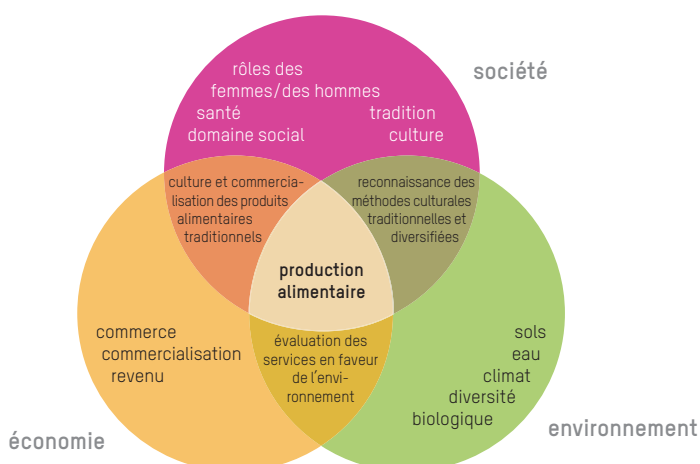 société
rôles des
femmes/des hommes
santé
domaine social
tradition
culture
culture et commercia-
lisation des produits
alimentaires
traditionnels
reconnaissance des
méthodes culturales
traditionnelles et
diversifiées
production
alimentaire
commerce
commercialisation
revenu
évaluation des
services en faveur
de l'envi-
ronnement
sols
eau
climat
diversité
biologique
économie
environnement